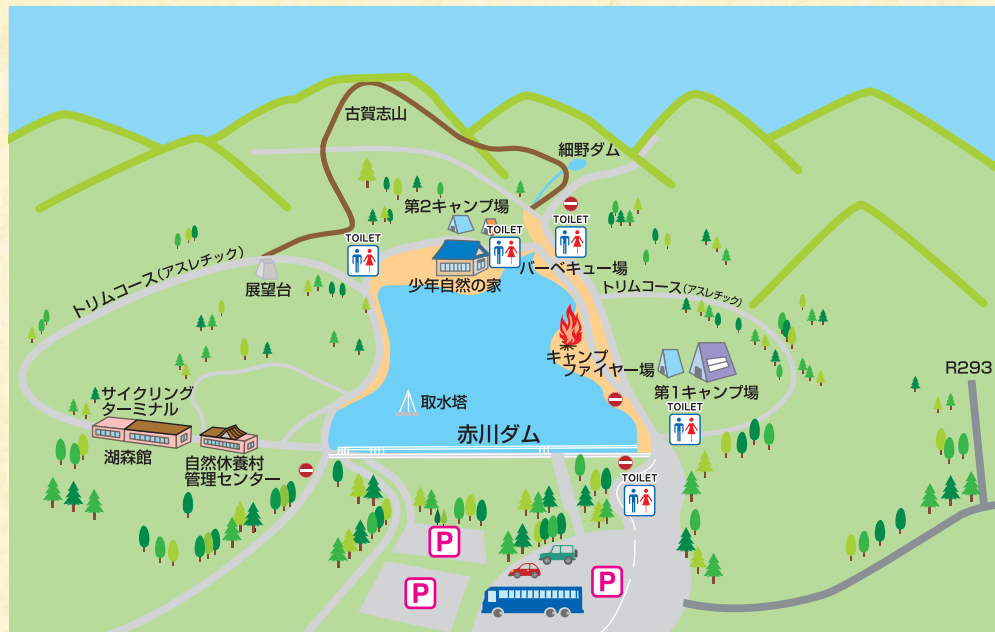 古賀志山
細野ダム
第2キャンプ場
TOILET
TOILET
TOILET
トリムコース(アスレチック)
展望台
少年自然の家
バーベキュー場
トリムコース(アスレチック)
キャンプ
ファイヤー場
第1キャンプ場
R293
サイクリング
ターミナル
取水塔
TOILET
赤川ダム
湖森館
自然休養村
管理センター
TOILET
P
P
P